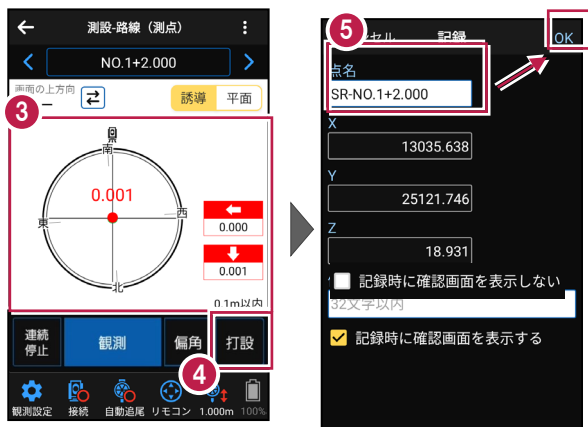 測設-路線（測点）
NO.1+2.000
画面の上方向
誘導
平面
3
南
0.001
東
西
北
0.000
0.001
0.1m以内
連続
停止
観測
偏角
打設
4
観測設定
接続
自動追尾
リモコン
1.000m
100%
5
セル
記録
OK
点名
SR-NO.1+2.000
X
13035.638
Y
25121.746
Z
18.931
記録時に確認画面を表示しない
32文字以内
記録時に確認画面を表示する